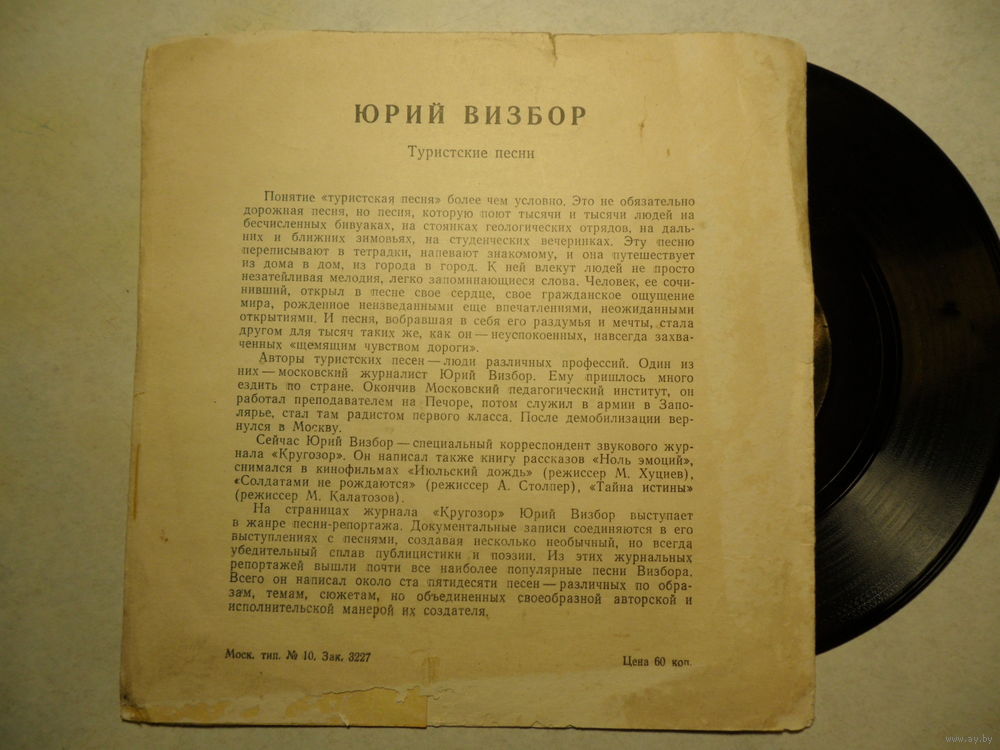 ЮРИЙ ВИЗБОР
Туристские песни
Понятие «туристская песня» более чем условно. Это не обязательно
дорожная песня, но песня, которую поют тысячи и тысячи людей на
бесчисленных бивуаках, на стоянках геологических отрядов, на даль-
них и ближних зимовьях, на студенческих вечеринках. Эту песню
переписывают в тетрадки, напевают знакомому, и она путешествует
из дома в дом, из города в город. К ней влекут людей не просто
незатейливая мелодия, легко запоминающиеся слова. Человек, ее сочи-
нивший, открыл в песне свое сердце, свое гражданское ощущение
мира, рожденное неизведанными еще впечатлениями, неожиданными
открытиями. И песня, вобравшая в себя его раздумья и мечты, стала
другом для тысяч таких же, как он — неуспокоенных, навсегда захва-
ченных «щемящим чувством дороги».
Авторы туристских песен — люди различных профессий. Один из
них — московский журналист Юрий Визбор. Ему пришлось много
ездить по стране. Окончив Московский педагогический институт, он
работал преподавателем на Печоре, потом служил в армии в Запо-
лярье, стал там радистом первого класса. После демобилизации вер-
нулся в Москву.
Сейчас Юрий Визбор — специальный корреспондент звукового жур-
нала «Кругозор». Он написал также книгу рассказов «Ноль эмоций»,
снимался в кинофильмах «Июльский дождь» (режиссер М. Хуциев),
«Солдатами не рождаются» (режиссер А. Столпер), «Тайна истины»
(режиссер М. Калатозов).
На страницах журнала «Кругозор» Юрий Визбор выступает
в жанре песни-репортажа. Документальные записи соединяются в его
выступлениях с песнями, создавая несколько необычный, но всегда
убедительный сплав публицистики и поэзии. Из этих журнальных
репортажей вышли почти все наиболее популярные песни Визбора.
Всего он написал около ста пятидесяти песен — различных по обра-
зам, темам, сюжетам, но объединенных своеобразной авторской и
исполнительской манерой их создателя.
Моск. тип. № 10. Зак. 3227
Цена 60 коп.
www.ay.by